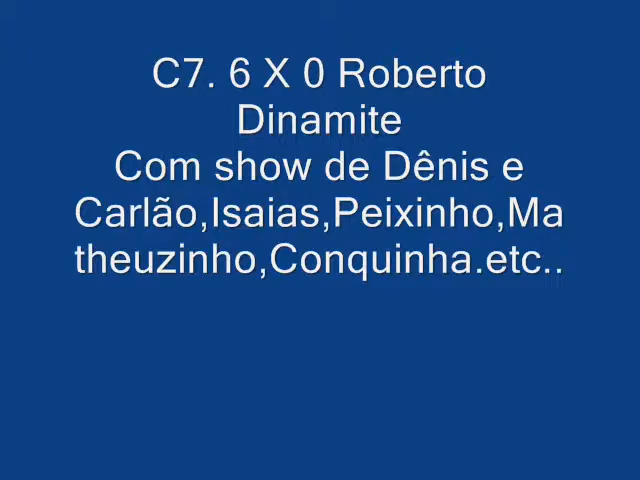 C7. 6 X 0 Roberto
Dinamite
Com show de Dênis e
Carlão,Isaias,Peixinho,Ma
theuzinho,Conquinha.etc..